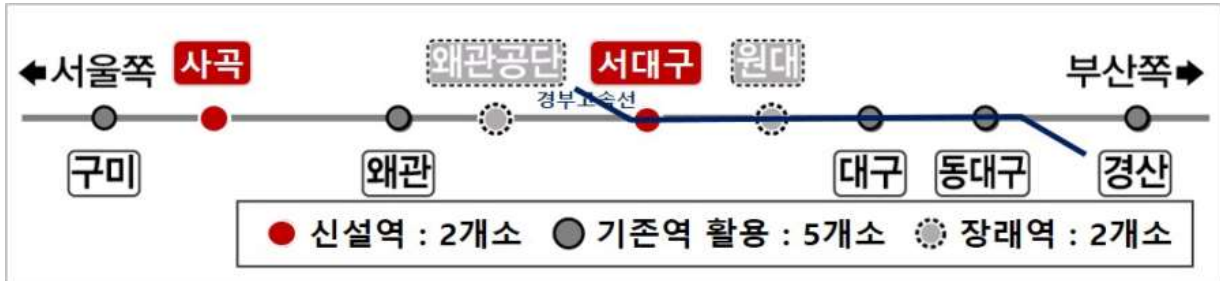 사곡
왜관공단
서대구
원대
🡄서울쪽
부산쪽🡆
경부고속선
구미
왜관
대구
동대구
경산
신설역 : 2개소
기존역 활용 : 5개소
장래역 : 2개소